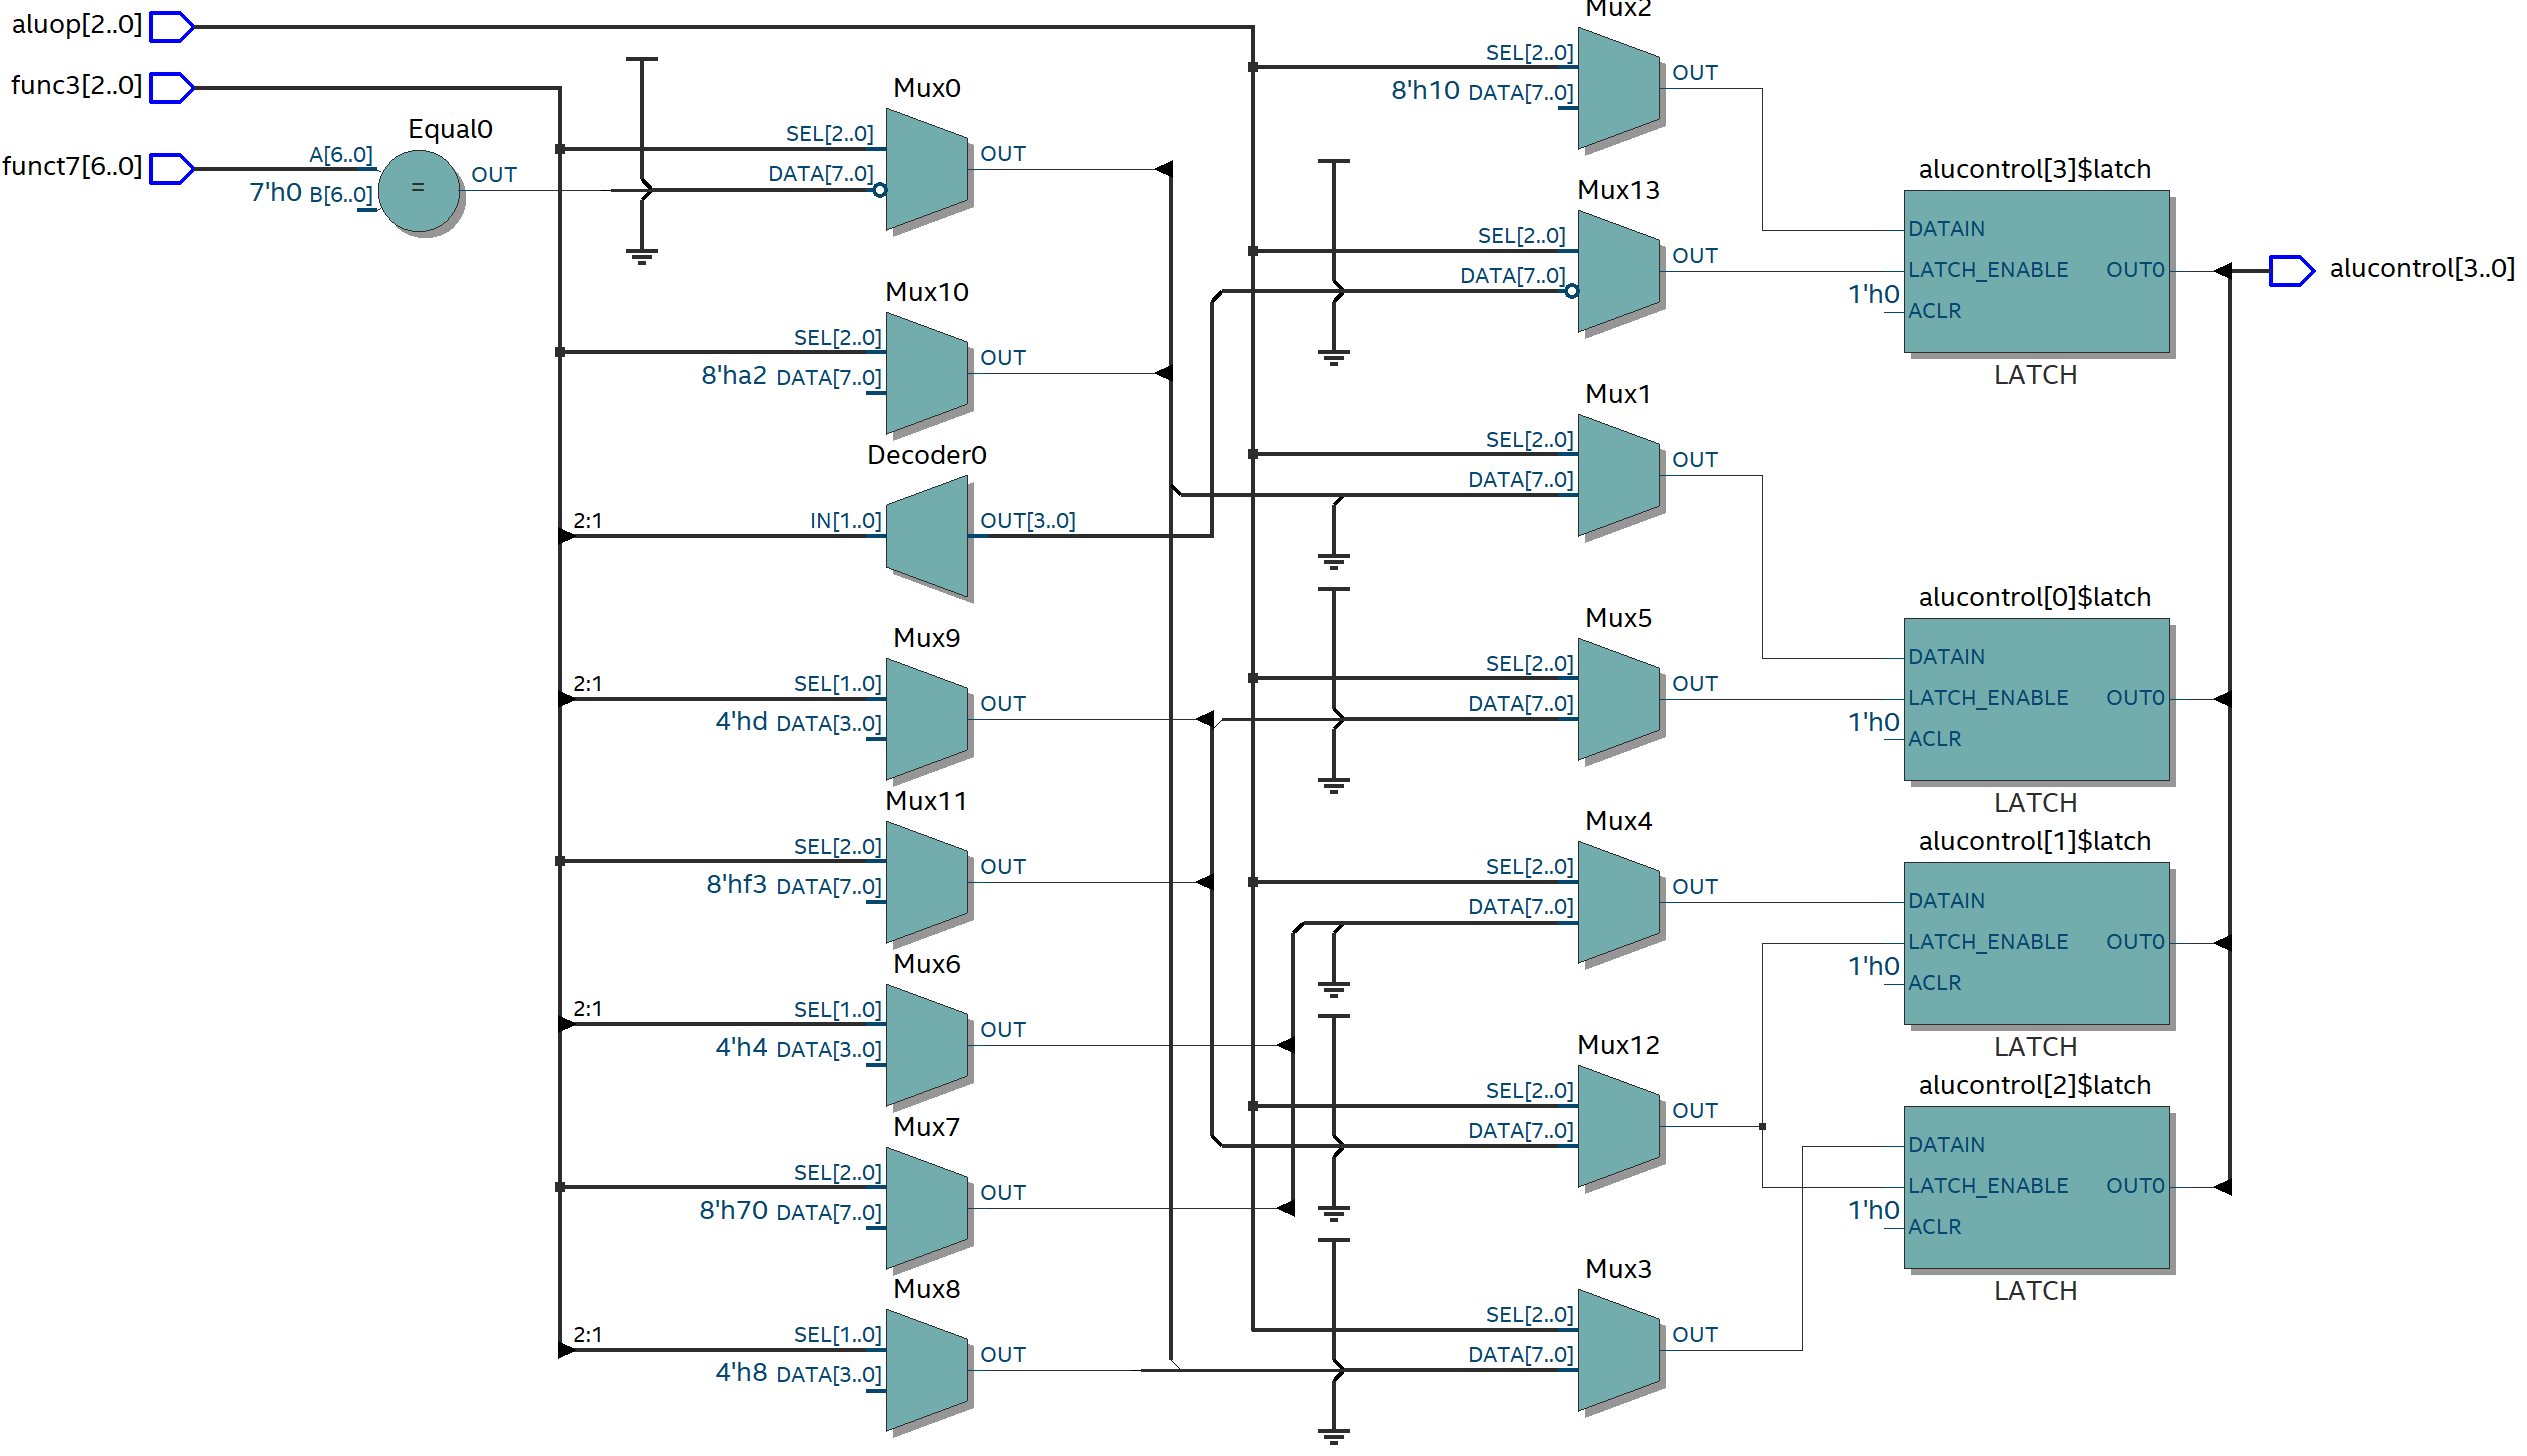 aluop[2..0]
func3[2..0]
funct7[6..0]
Equal0
A[6..0]
7'h0 B[6..0]
=
OUT
Mux0
SEL[2..0]
DATA[7..0]
OUT
Mux10
SEL[2..0]
8'ha2 DATA[7..0]
OUT
Decoder0
2:1
IN[1..0]
OUT[3..0]
Mux9
2:1
SEL[1..0]
4'hd DATA[3..0]
OUT
Mux11
SEL[2..0]
8'hf3 DATA[7..0]
OUT
Mux6
2:1
SEL[1..0]
4'h4 DATA[3..0]
OUT
Mux7
SEL[2..0]
8'h70 DATA[7..0]
OUT
Mux8
2:1
SEL[1..0]
4'h8 DATA[3..0]
OUT
Mux2
SEL[2..0]
8'h10 DATA[7..0]
OUT
Mux13
SEL[2..0]
DATA[7..0]
OUT
Mux1
SEL[2..0]
DATA[7..0]
OUT
Mux5
SEL[2..0]
DATA[7..0]
OUT
Mux4
SEL[2..0]
DATA[7..0]
OUT
Mux12
SEL[2..0]
DATA[7..0]
OUT
Mux3
SEL[2..0]
DATA[7..0]
OUT
alucontrol[3]$latch
DATAIN
LATCH_ENABLE OUT0
1'h0
ACLR
LATCH
alucontrol[0]$latch
DATAIN
LATCH_ENABLE OUT0
1'h0
ACLR
LATCH
alucontrol[1]$latch
DATAIN
LATCH_ENABLE OUT0
1'h0
ACLR
LATCH
alucontrol[2]$latch
DATAIN
LATCH_ENABLE OUT0
1'h0
ACLR
LATCH
alucontrol[3..0]